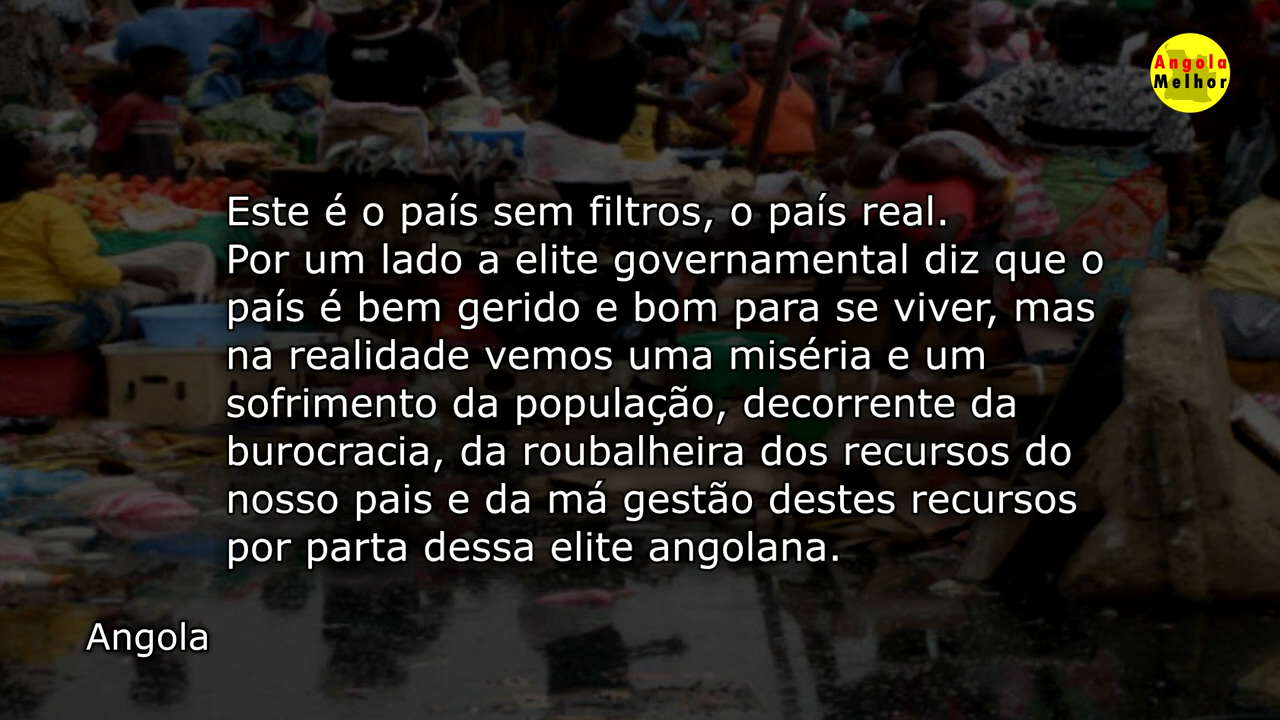 Angola
Melhor
Este é o país sem filtros, o país real.
Por um lado a elite governamental diz que o
país é bem gerido e bom para se viver, mas
na realidade vemos uma miséria e um
sofrimento da população, decorrente da
burocracia, da roubalheira dos recursos do
nosso pais e da má gestão destes recursos
por parta dessa elite angolana.
Angola